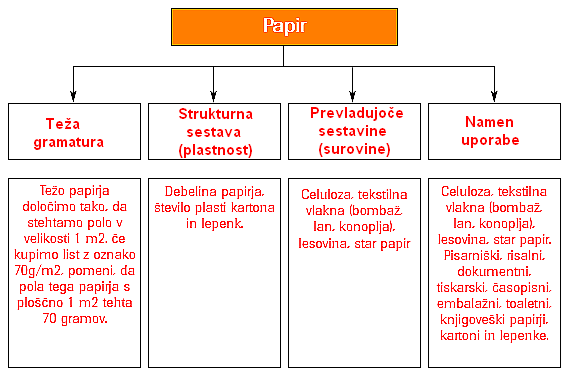 Papir
Teža
gramatura
Strukturna
sestava
(plastnost)
Prevladujoče
sestavine
(surovine)
Namen
uporabe
Težo papirja
določimo tako, da
stehtamo polo v
velikosti 1 m2, če
kupimo list z oznako
70g/m2, pomeni, da
pola tega papirja s
ploščno 1 m2 tehta
70 gramov.
Debelina papirja,
število plasti kartona
in lepenk.
Celuloza, tekstilna
vlakna (bombaž,
lan, konoplja),
lesovina, star papir
Celuloza, tekstilna
vlakna (bombaž,
lan, konoplja),
lesovina, star papir.
Pisarniški, risalni,
dokumentni,
tiskarski, časopisni,
embalažni, toaletni,
knjigoveški papirji,
kartoni in lepenke.